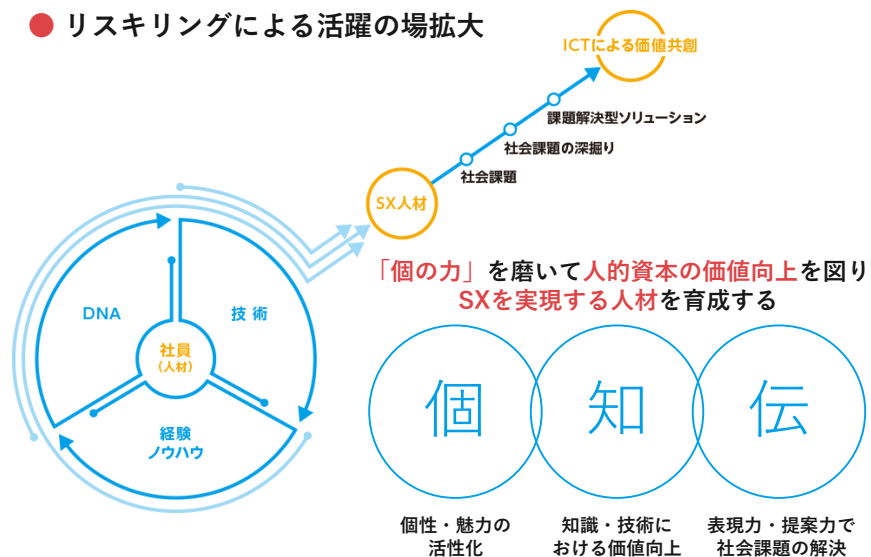 リスキリングによる活躍の場拡大
ICTによる価値共創
課題解決型ソリューション
社会課題の深掘り
社会課題
SX人材
DNA
技術
社員
(人材)
経験
ノウハウ
「個の力」を磨いて人的資本の価値向上を図り
SXを実現する人材を育成する
個
知
伝
個性・魅力の
活性化
知識・技術に
おける価値向上
表現力・提案力で
社会課題の解決